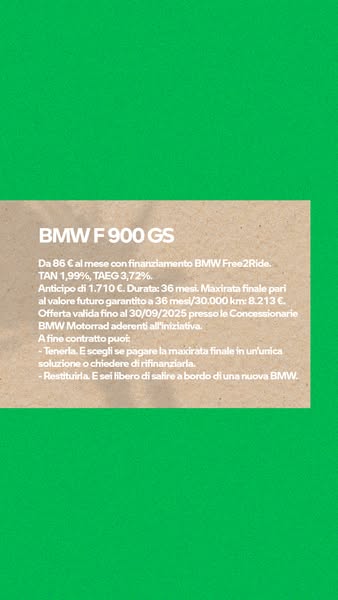 BMW F 900 GS
Da 86 € al mese con finanziamento BMW Free2Ride.
TAN 1,99%, TAEG 3,72%.
Anticipo di 1.710 €. Durata: 36 mesi. Maxirata finale pari
al valore futuro garantito a 36 mesi/30.000 km: 8.213 €.
Offerta valida fino al 30/09/2025 presso le Concessionarie
BMW Motorrad aderenti all'iniziativa.
A fine contratto puoi:
- Tenerla. E scegli se pagare la maxirata finale in un'unica
soluzione o chiedere di rifinanziarla.
- Restituirla. E sei libero di salire a bordo di una nuova BMW.